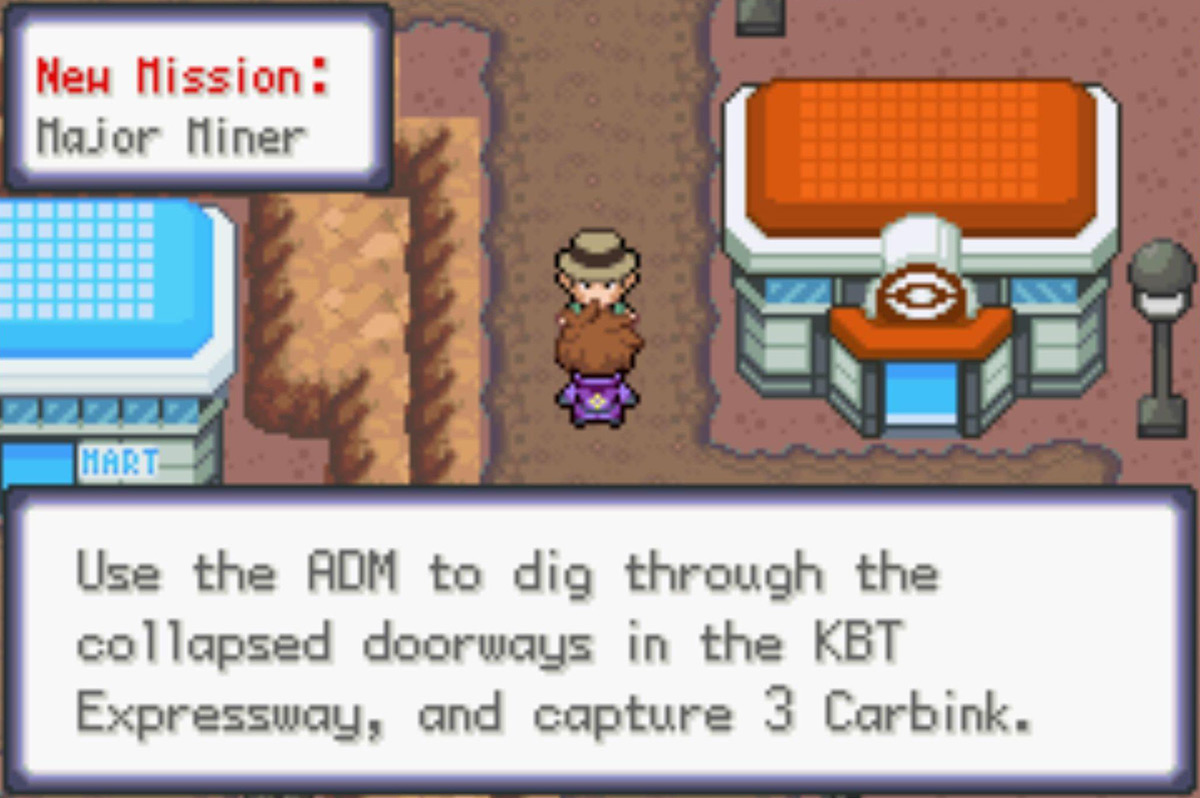 New Mission:
Major Miner
MART
Use the ADM to dig through the
collapsed doorways in the KBT
Expressway, and capture 3 Carbink.